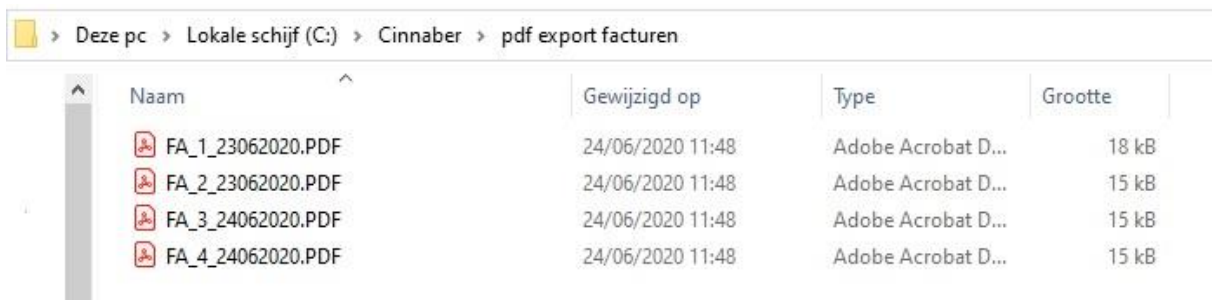 Deze pc > Lokale schijf (C:) > Cinnaber > pdf export facturen
Naam Gewijzigd op Type Grootte
FA_1_23062020.PDF 24/06/2020 11:48 Adobe Acrobat D... 18 kB
FA_2_23062020.PDF 24/06/2020 11:48 Adobe Acrobat D... 15 kB
FA_3_24062020.PDF 24/06/2020 11:48 Adobe Acrobat D... 15 kB
FA_4_24062020.PDF 24/06/2020 11:48 Adobe Acrobat D... 15 kB